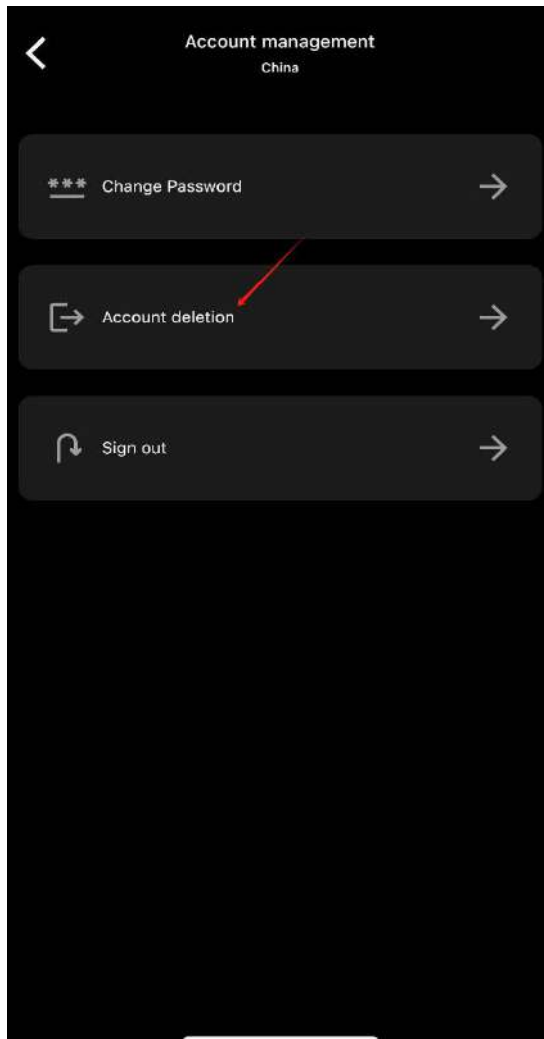 Account management
China
*** Change Password
Account deletion
Sign out